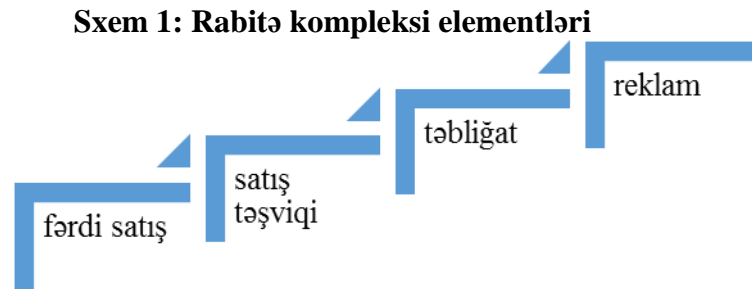 Sxem 1: Rabitə kompleksi elementləri
fərdi satış
satış
təşviqi
təbliğat
reklam